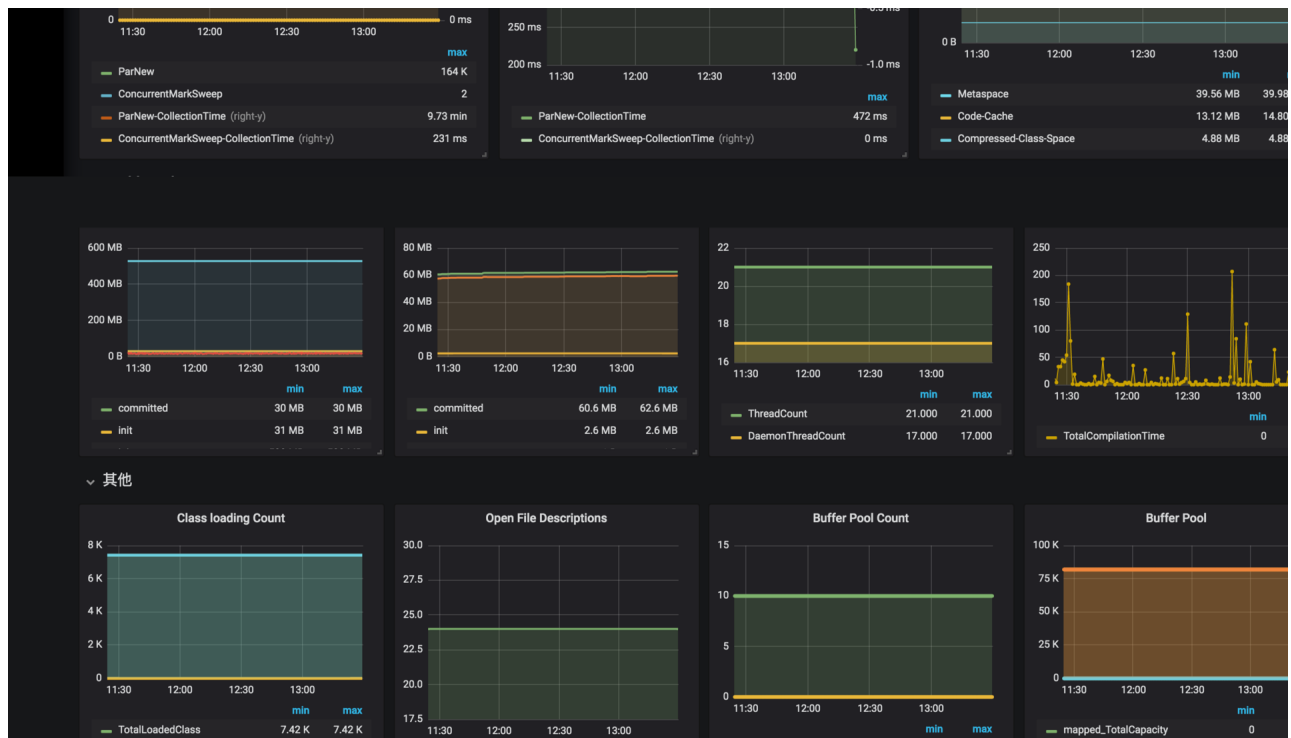 0 0 ms
11:30 12:00 12:30 13:00
max
ParNew 164 K
ConcurrentMarkSweep 2
ParNew-CollectionTime (right-y) 9.73 min
ConcurrentMarkSweep-CollectionTime (right-y) 231 ms
250 ms
200 ms -1.0 ms
11:30 12:00 12:30 13:00
max
ParNew-CollectionTime 472 ms
ConcurrentMarkSweep-CollectionTime (right-y) 0 ms
0 B
11:30 12:00 12:30 13:00
min
Metaspace 39.56 MB 39.98
Code-Cache 13.12 MB 14.80
Compressed-Class-Space 4.88 MB 4.88
600 MB
400 MB
200 MB
0 B
11:30 12:00 12:30 13:00
min max
committed 30 MB 30 MB
init 31 MB 31 MB
80 MB
60 MB
40 MB
20 MB
0 B
11:30 12:00 12:30 13:00
min max
committed 60.6 MB 62.6 MB
init 2.6 MB 2.6 MB
22
20
18
16
11:30 12:00 12:30 13:00
min max
ThreadCount 21.000 21.000
DaemonThreadCount 17.000 17.000
250
200
150
100
50
0
11:30 12:00 12:30 13:00
min
TotalCompilationTime 0
其他
Class loading Count
8 K
6 K
4 K
2 K
0
11:30 12:00 12:30 13:00
min max
TotalLoadedClass 7.42 K 7.42 K
Open File Descriptions
30.0
27.5
25.0
22.5
20.0
17.5
11:30 12:00 12:30 13:00
Buffer Pool Count
15
10
5
0
11:30 12:00 12:30 13:00
min max
Buffer Pool
100 K
75 K
50 K
25 K
0
11:30 12:00 12:30 13:00
min
mapped_TotalCapacity 0